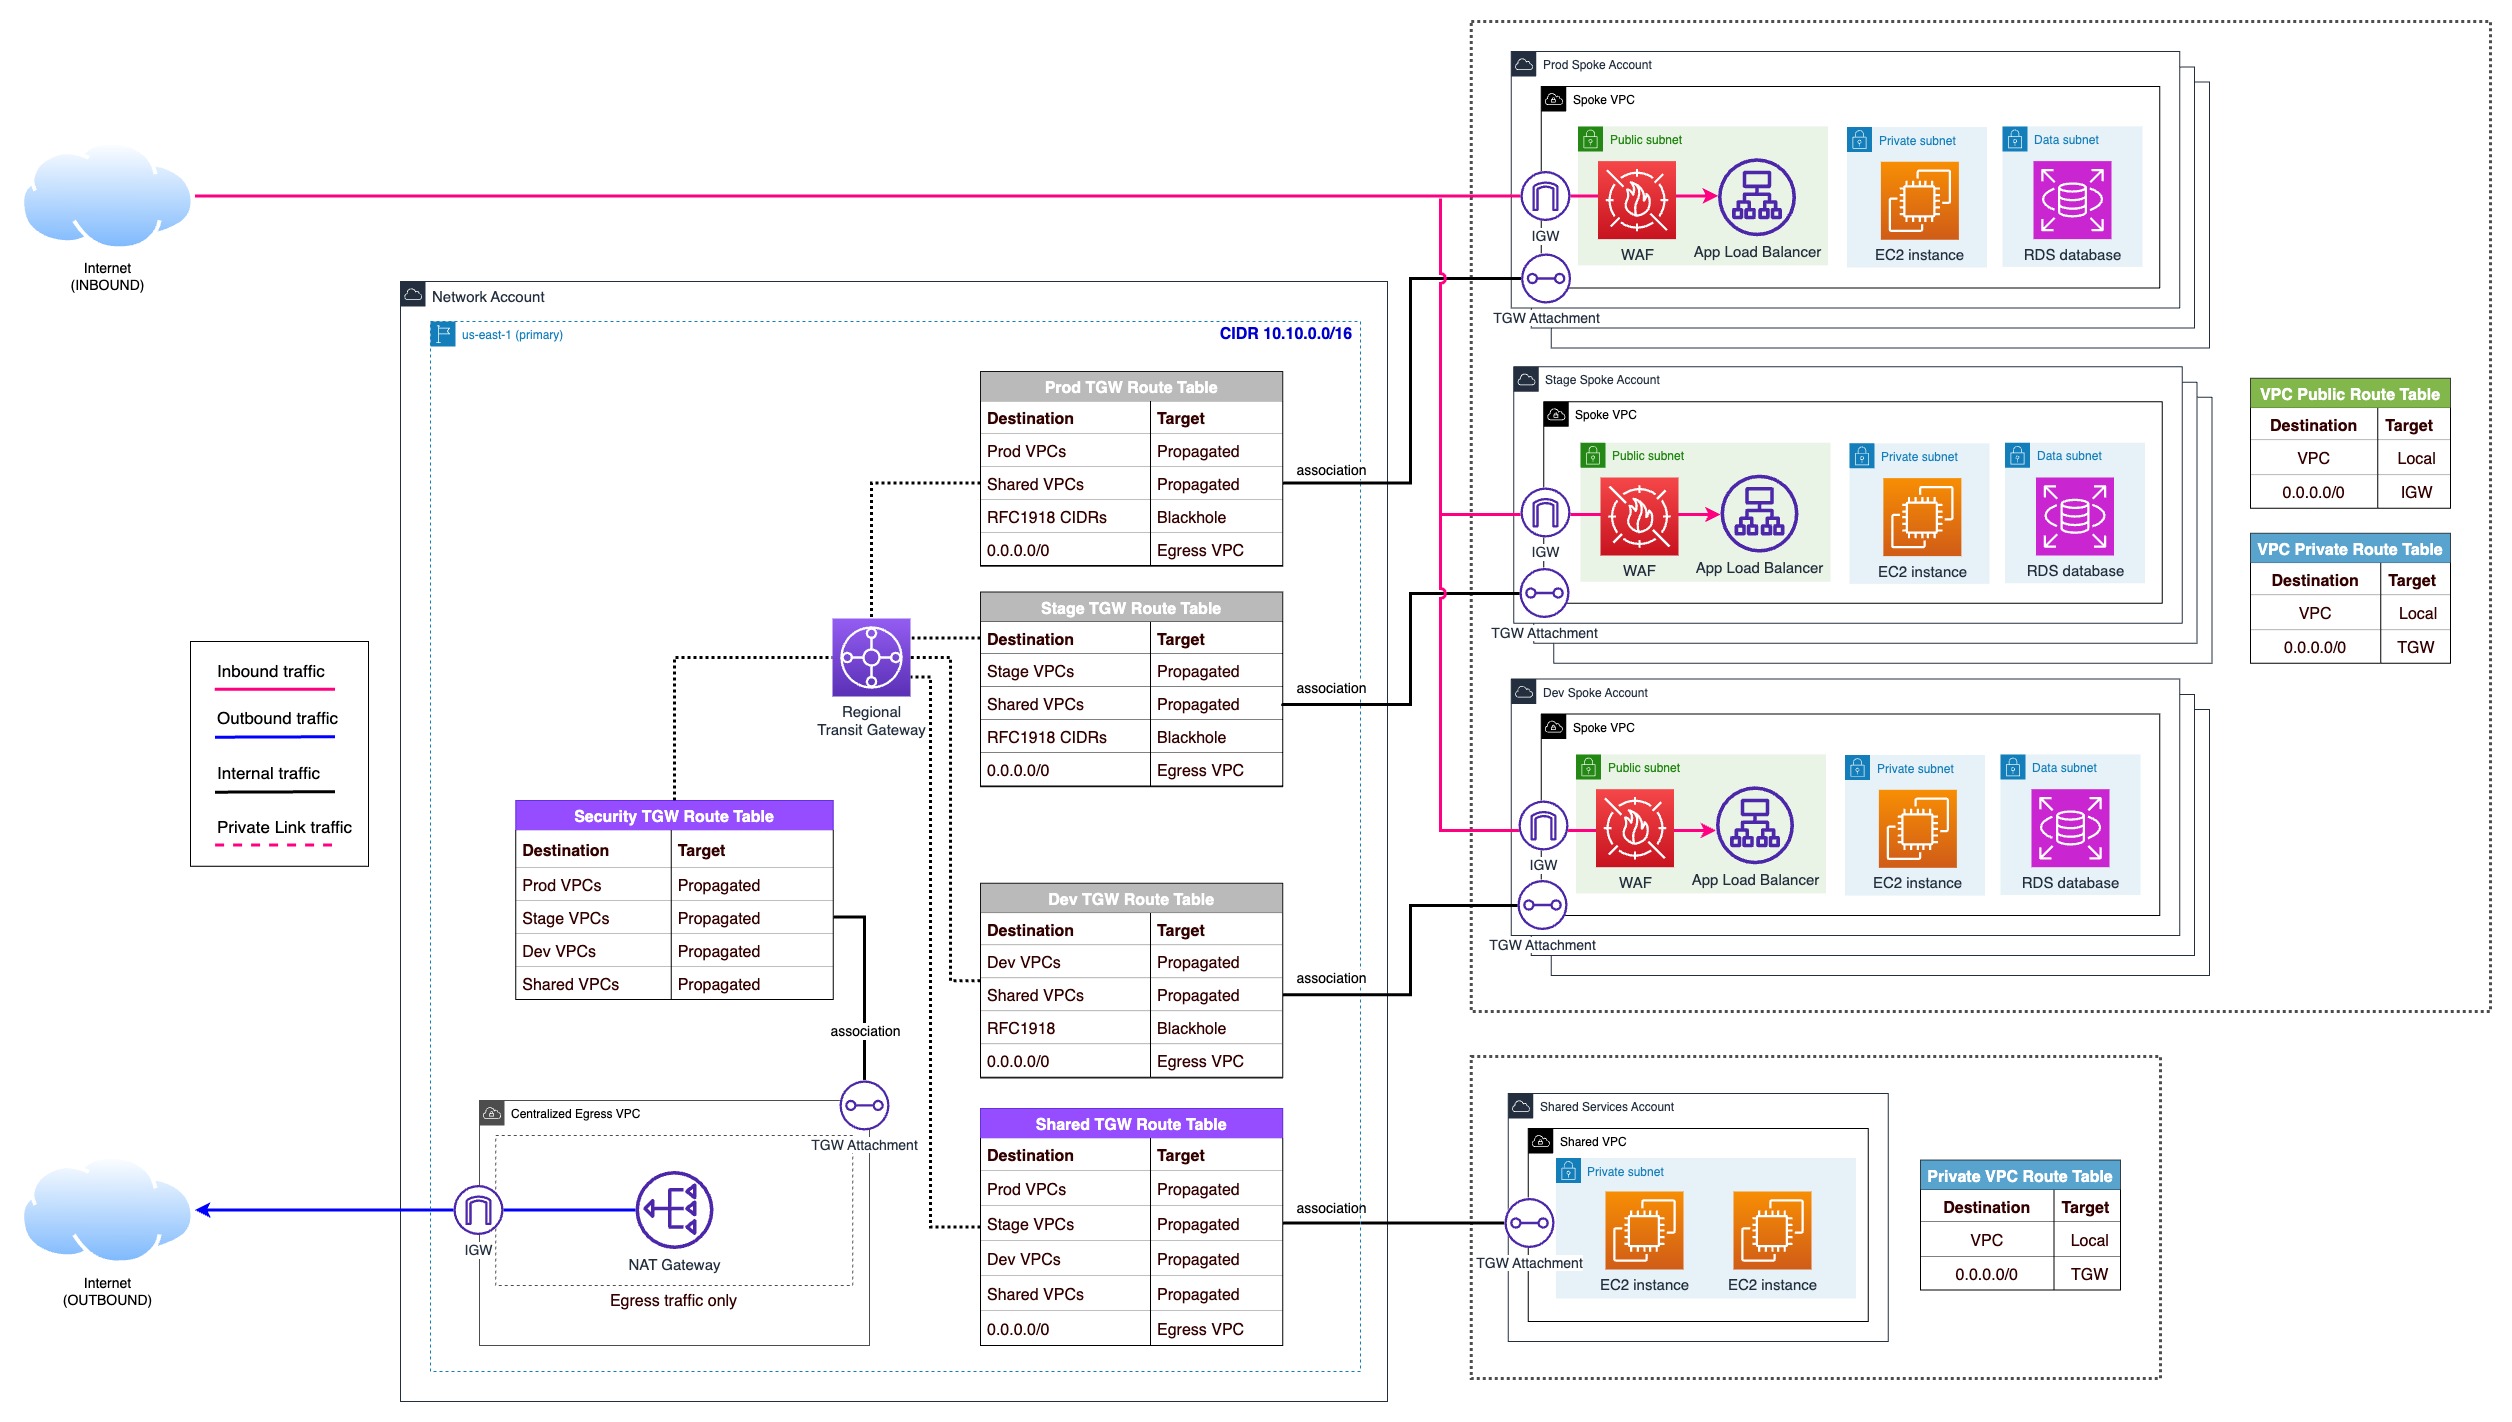 Internet
(INBOUND)
Inbound traffic
Outbound traffic
Internal traffic
Private Link traffic
Internet
(OUTBOUND)
Network Account
us-east-1 (primary)
CIDR 10.10.0.0/16
Prod TGW Route Table
Destination Target
Prod VPCs Propagated
Shared VPCs Propagated
RFC1918 CIDRs Blackhole
0.0.0.0/0 Egress VPC
association
Stage TGW Route Table
Destination Target
Stage VPCs Propagated
Shared VPCs Propagated
RFC1918 CIDRs Blackhole
0.0.0.0/0 Egress VPC
association
Regional
Transit Gateway
Security TGW Route Table
Destination Target
Prod VPCs Propagated
Stage VPCs Propagated
Dev VPCs Propagated
Shared VPCs Propagated
association
Dev TGW Route Table
Destination Target
Dev VPCs Propagated
Shared VPCs Propagated
RFC1918 Blackhole
0.0.0.0/0 Egress VPC
association
Centralized Egress VPC
TGW Attachment
IGW
NAT Gateway
Egress traffic only
Shared TGW Route Table
Destination Target
Prod VPCs Propagated
Stage VPCs Propagated
Dev VPCs Propagated
Shared VPCs Propagated
0.0.0.0/0 Egress VPC
association
Prod Spoke Account
Spoke VPC
Public subnet
Private subnet
Data subnet
IGW
WAF
App Load Balancer
EC2 instance
RDS database
TGW Attachment
Stage Spoke Account
Spoke VPC
Public subnet
Private subnet
Data subnet
IGW
WAF
App Load Balancer
EC2 instance
RDS database
TGW Attachment
Dev Spoke Account
Spoke VPC
Public subnet
Private subnet
Data subnet
IGW
WAF
App Load Balancer
EC2 instance
RDS database
TGW Attachment
VPC Public Route Table
Destination Target
VPC Local
0.0.0.0/0 IGW
VPC Private Route Table
Destination Target
VPC Local
0.0.0.0/0 TGW
Shared Services Account
Shared VPC
Private subnet
TGW Attachment
EC2 instance
EC2 instance
Private VPC Route Table
Destination Target
VPC Local
0.0.0.0/0 TGW